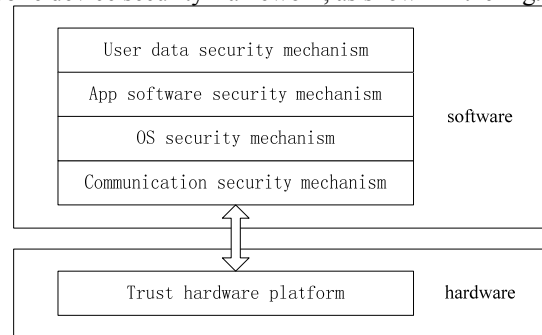 User data security mechanism
App software security mechanism
software
OS security mechanism
Communication security mechanism
Trust hardware platform
hardware